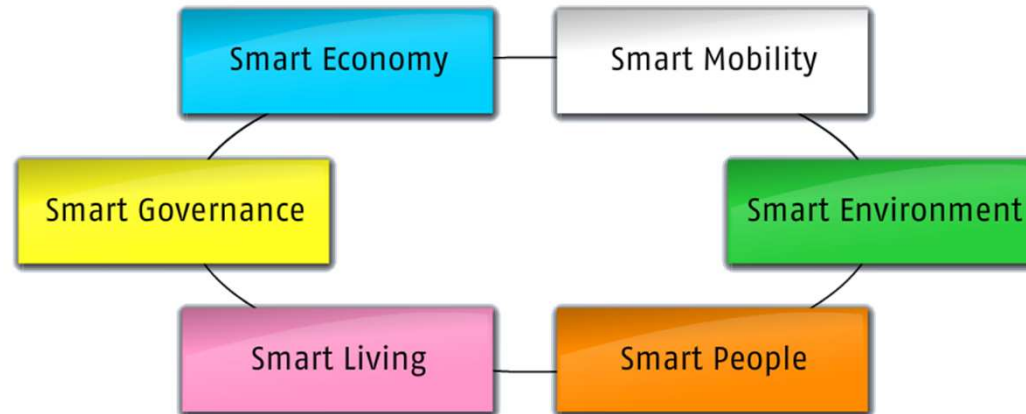 Smart Economy
Smart Mobility
Smart Governance
Smart Environment
Smart Living
Smart People